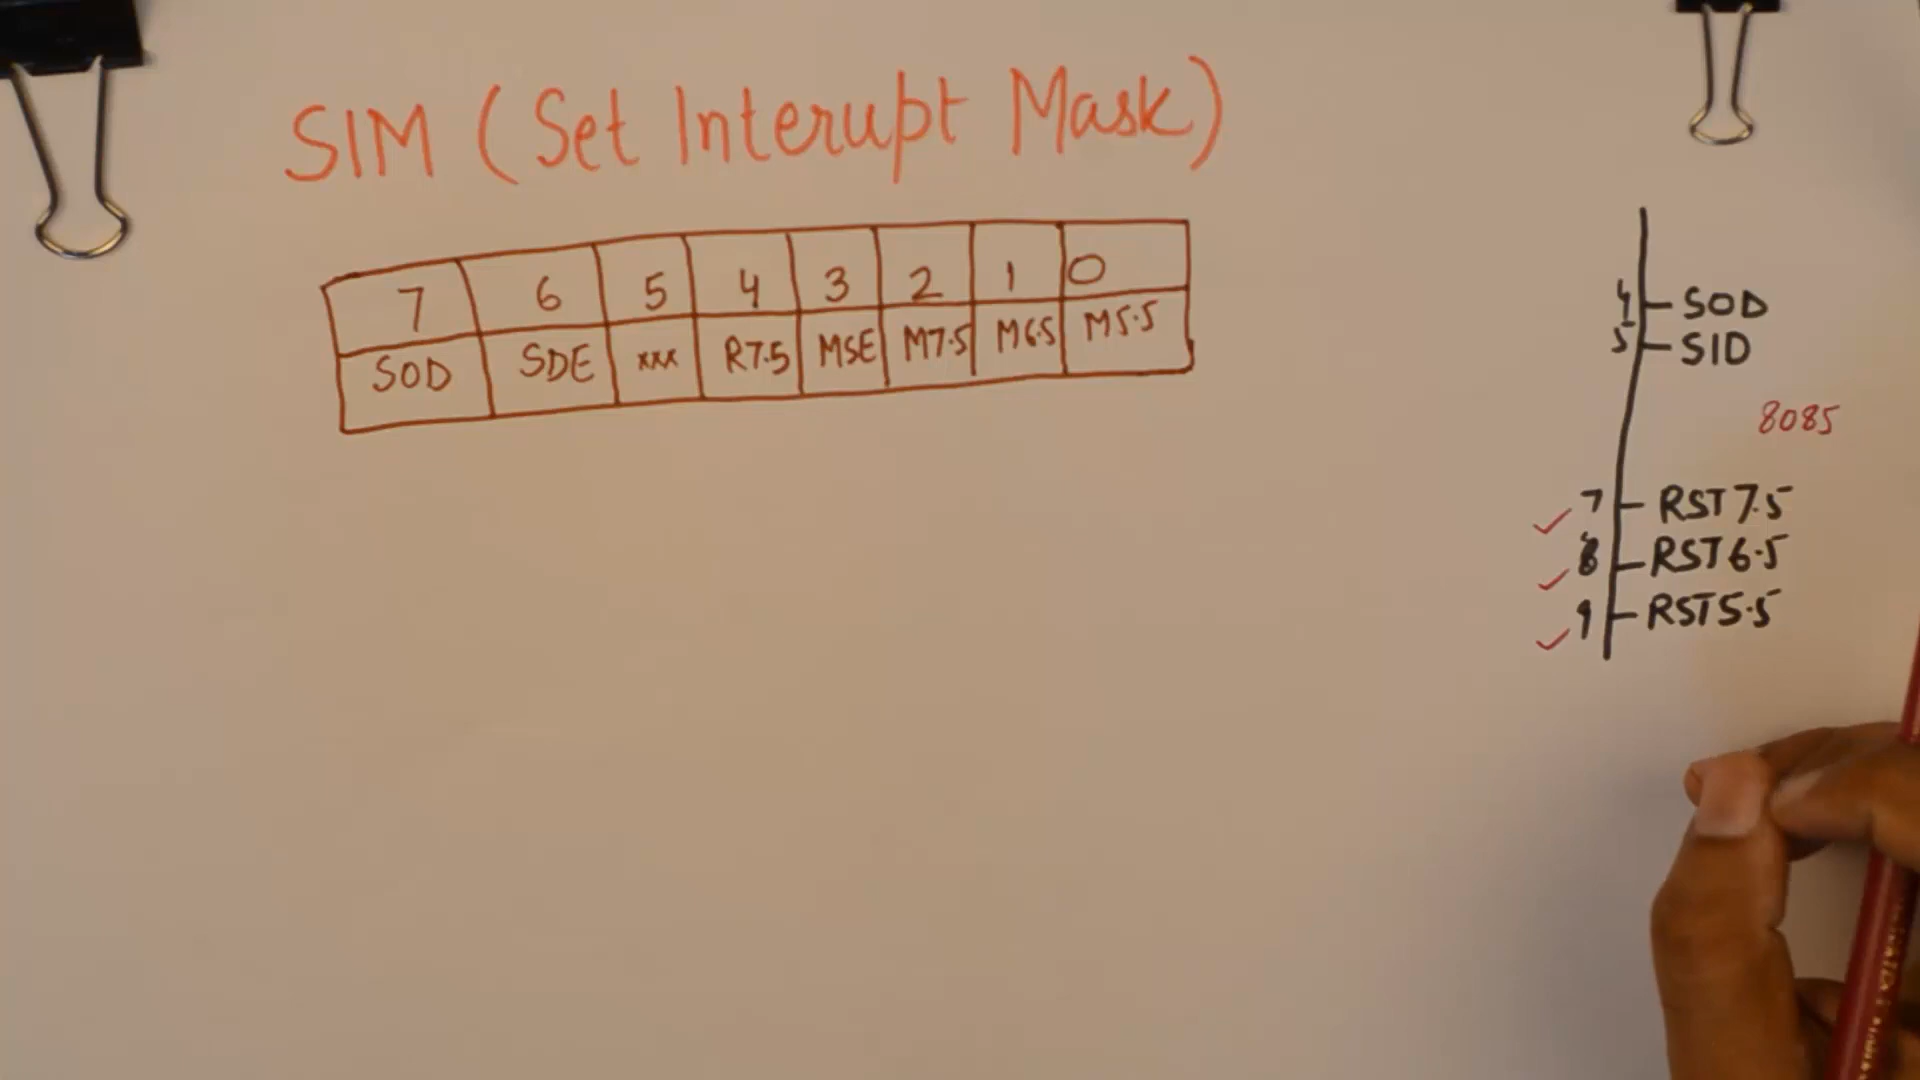 SIM (Set Interupt Mask)
7 6 5 4 3 2 1 0
SOD SDE xxx R7.5 MSE M7.5 M6.5 M5.5
4 SOD
5 SID
8085
7 RST 7.5
8 RST 6.5
9 RST 5.5